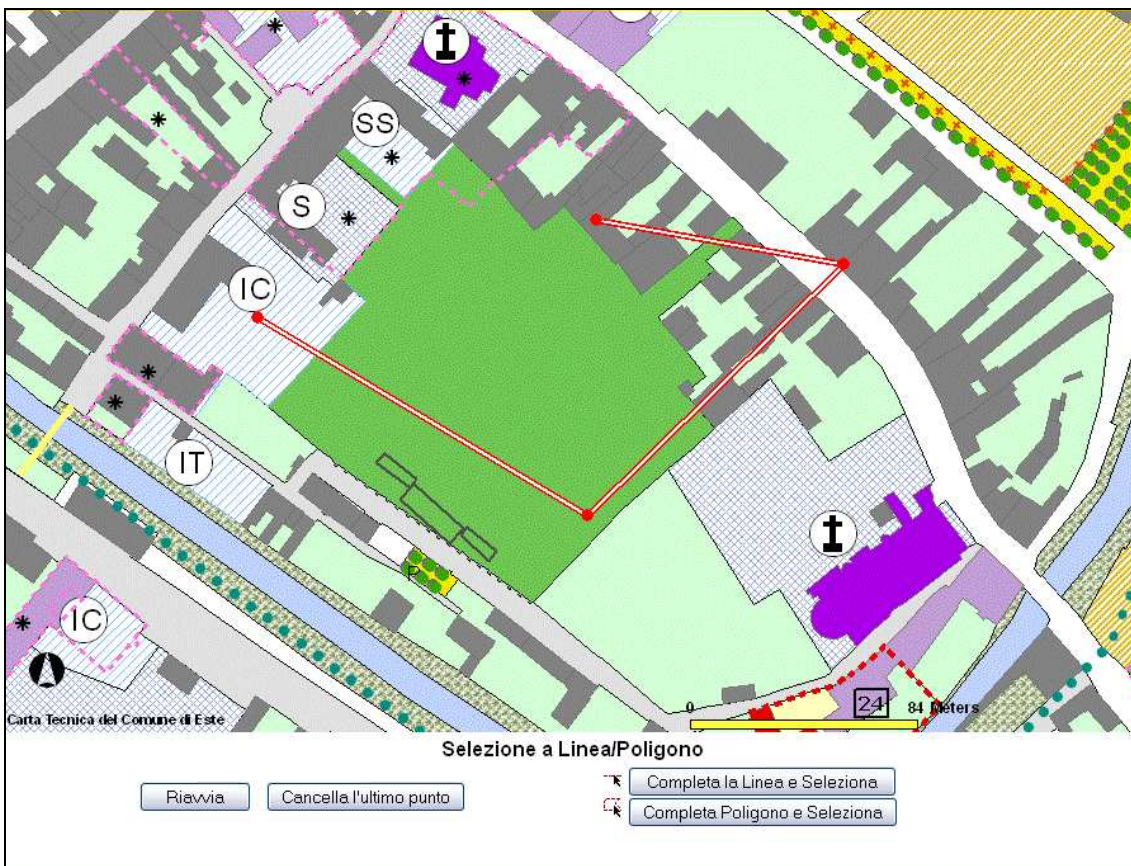 SS
S
IC
IT
P
IC
24
0
84 Meters
Carta Tecnica del Comune di Este
Selezione a Linea/Poligono
Riavvia
Cancella l'ultimo punto
Completa la Linea e Seleziona
Completa Poligono e Seleziona